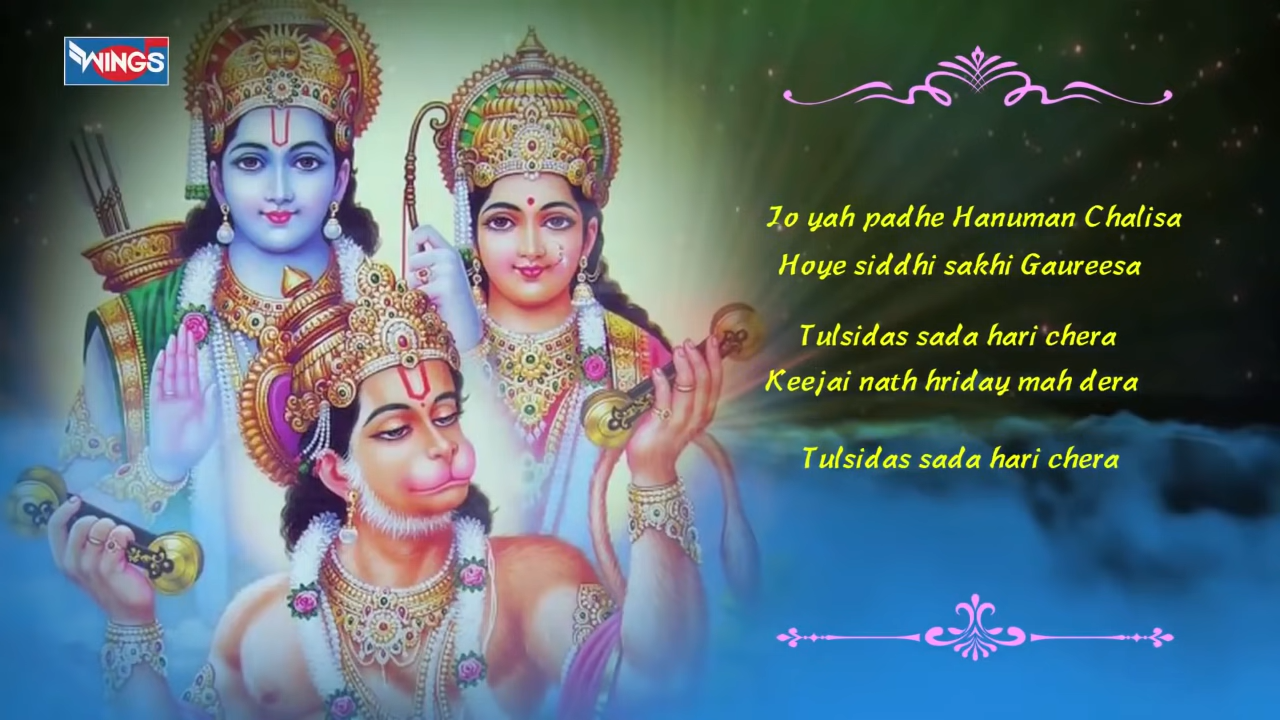 WINGS
Jo yah padhe Hanuman Chalisa
Hoye siddhi sakhi Gaureesa
Tulsidas sada hari chera
Keejai nath hriday mah dera
Tulsidas sada hari chera